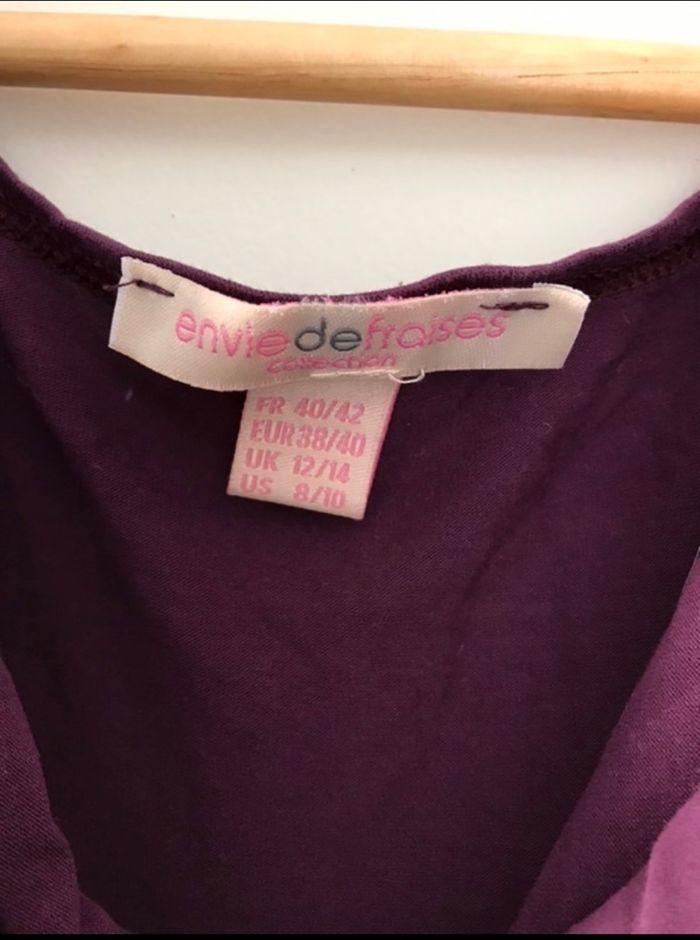 enviedefraises
collection
FR 40/42
EUR 38/40
UK 12/14
US 8/10